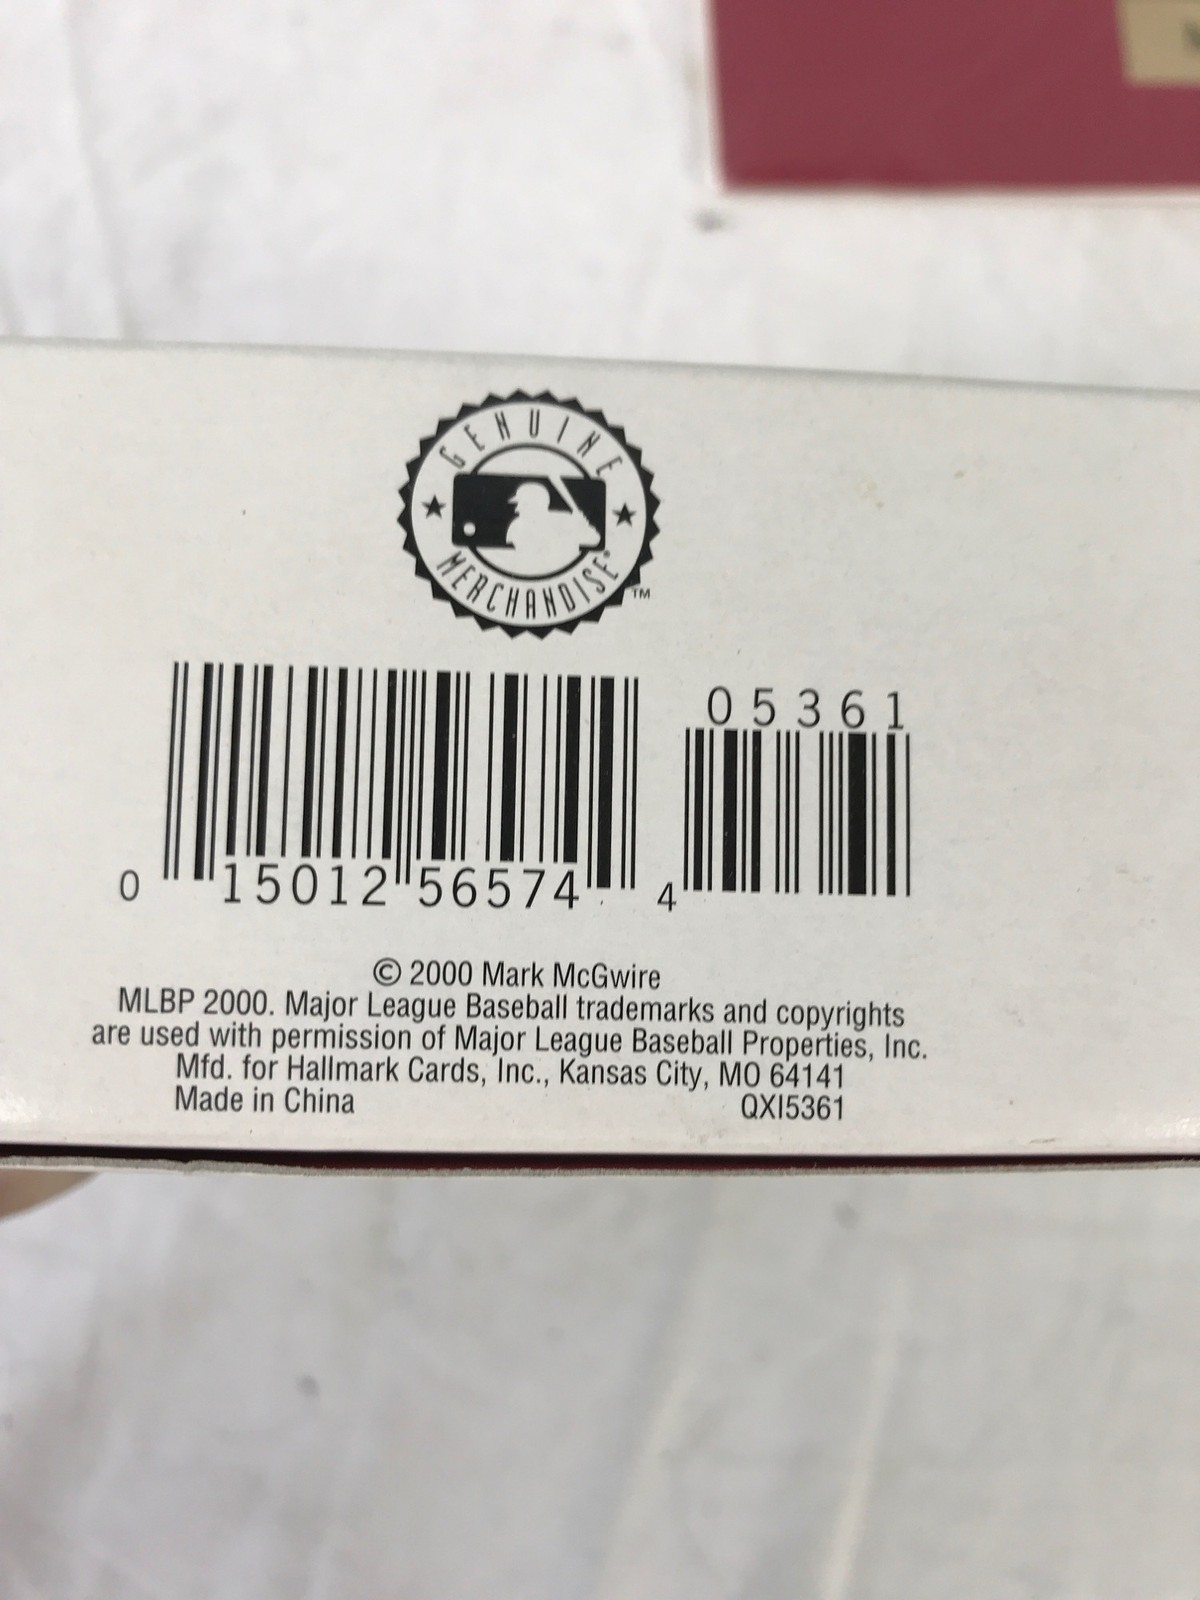 GENUINE
MERCHANDISE®
TM
05361
0 15012 56574 4
© 2000 Mark McGwire
MLBP 2000. Major League Baseball trademarks and copyrights
are used with permission of Major League Baseball Properties, Inc.
Mfd. for Hallmark Cards, Inc., Kansas City, MO 64141
Made in China QXI5361